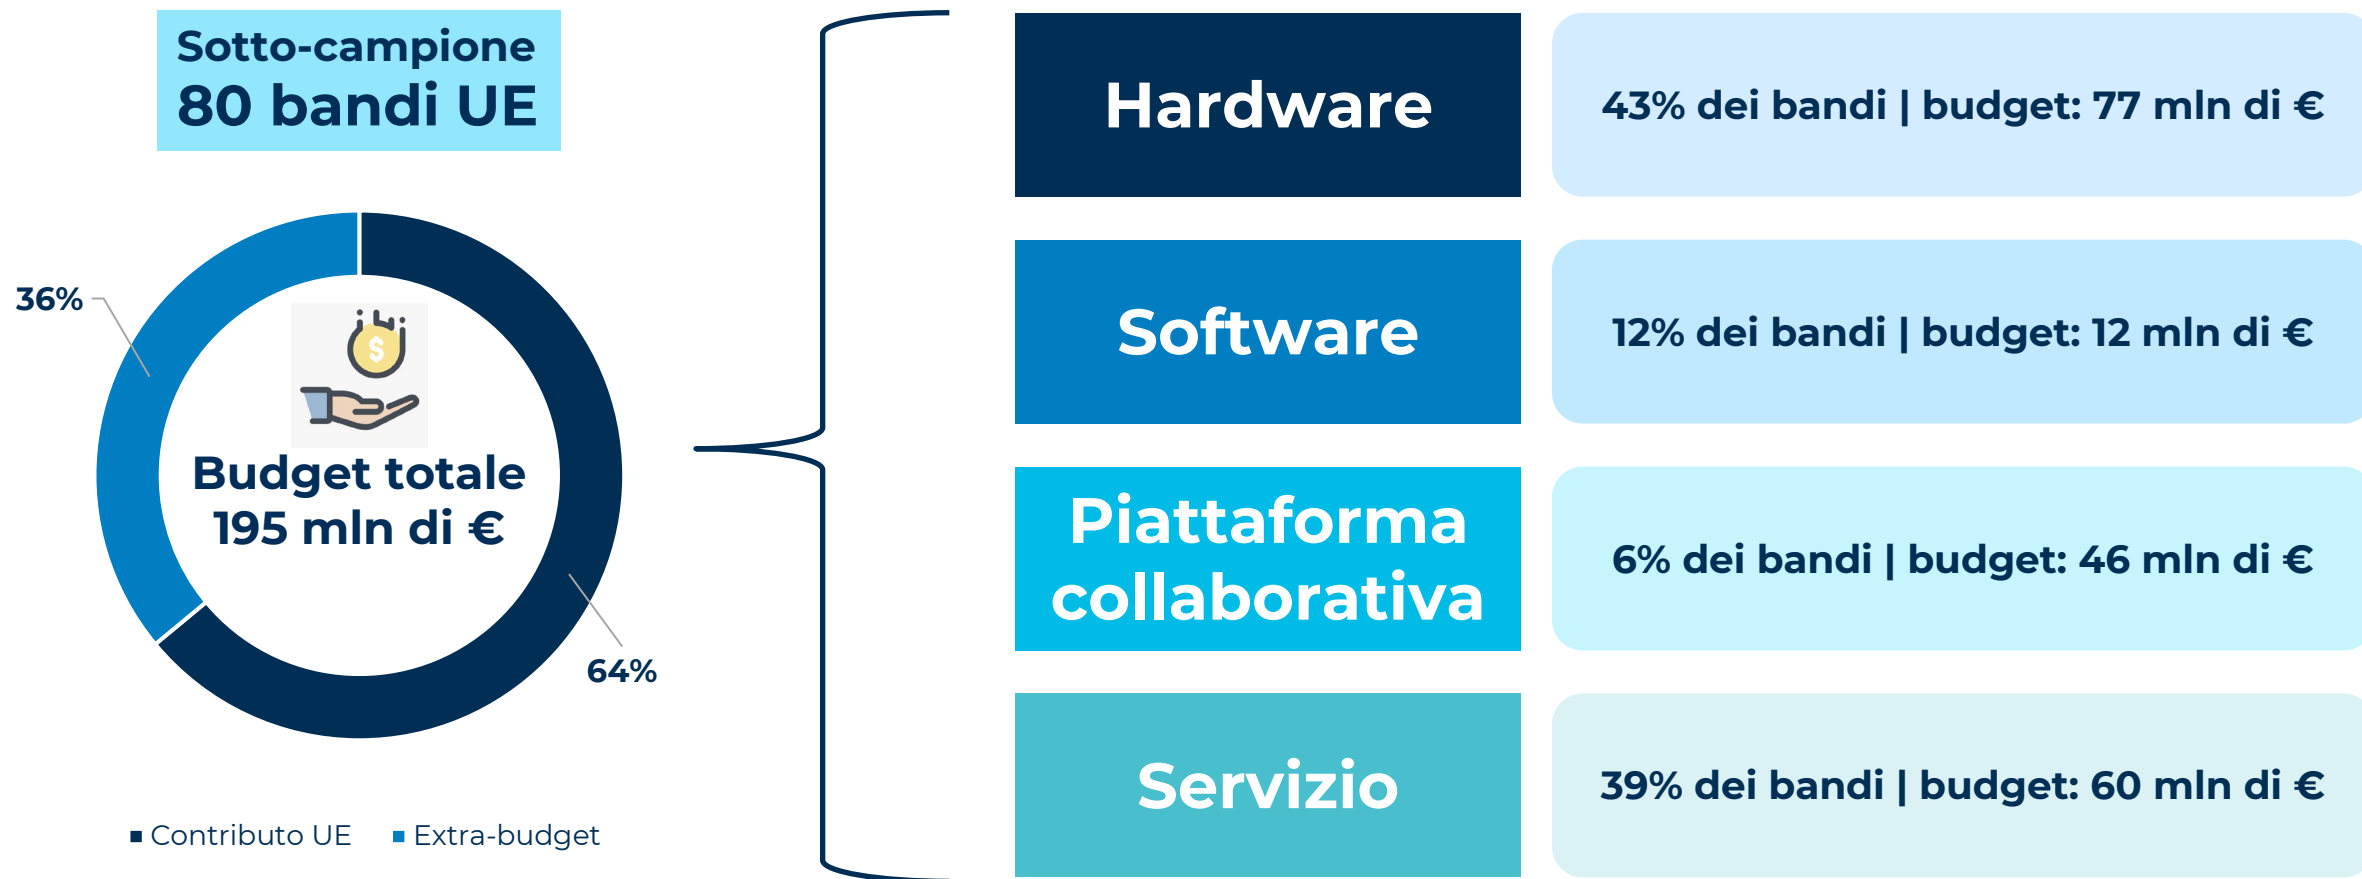 Sotto-campione
80 bandi UE
36%
$
Budget totale
195 mln di €
64%
■ Contributo UE ■ Extra-budget
Hardware
43% dei bandi | budget: 77 mln di €
Software
12% dei bandi | budget: 12 mln di €
Piattaforma
collaborativa
6% dei bandi | budget: 46 mln di €
Servizio
39% dei bandi | budget: 60 mln di €